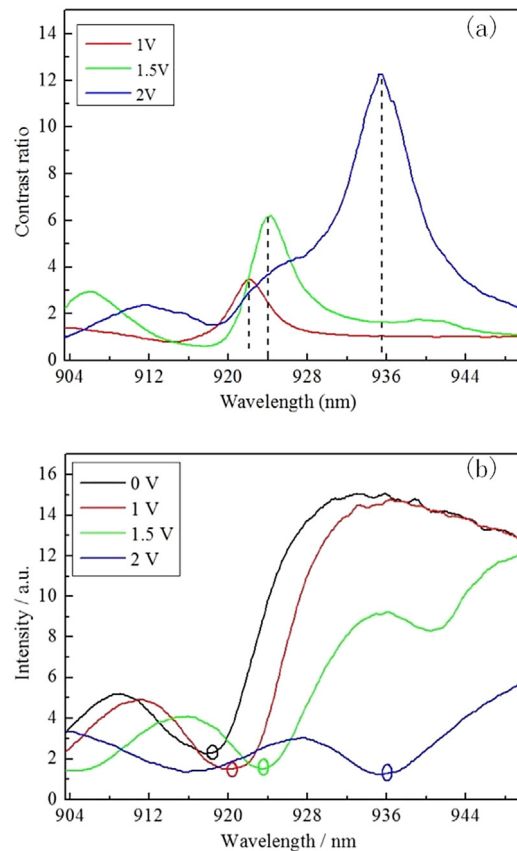 (a)
1V
1.5V
2V
Contrast ratio
0
2
4
6
8
10
12
14
904 912 920 928 936 944
Wavelength (nm)
(b)
0 V
1 V
1.5 V
2 V
Intensity / a.u.
0
2
4
6
8
10
12
14
16
904 912 920 928 936 944
Wavelength / nm